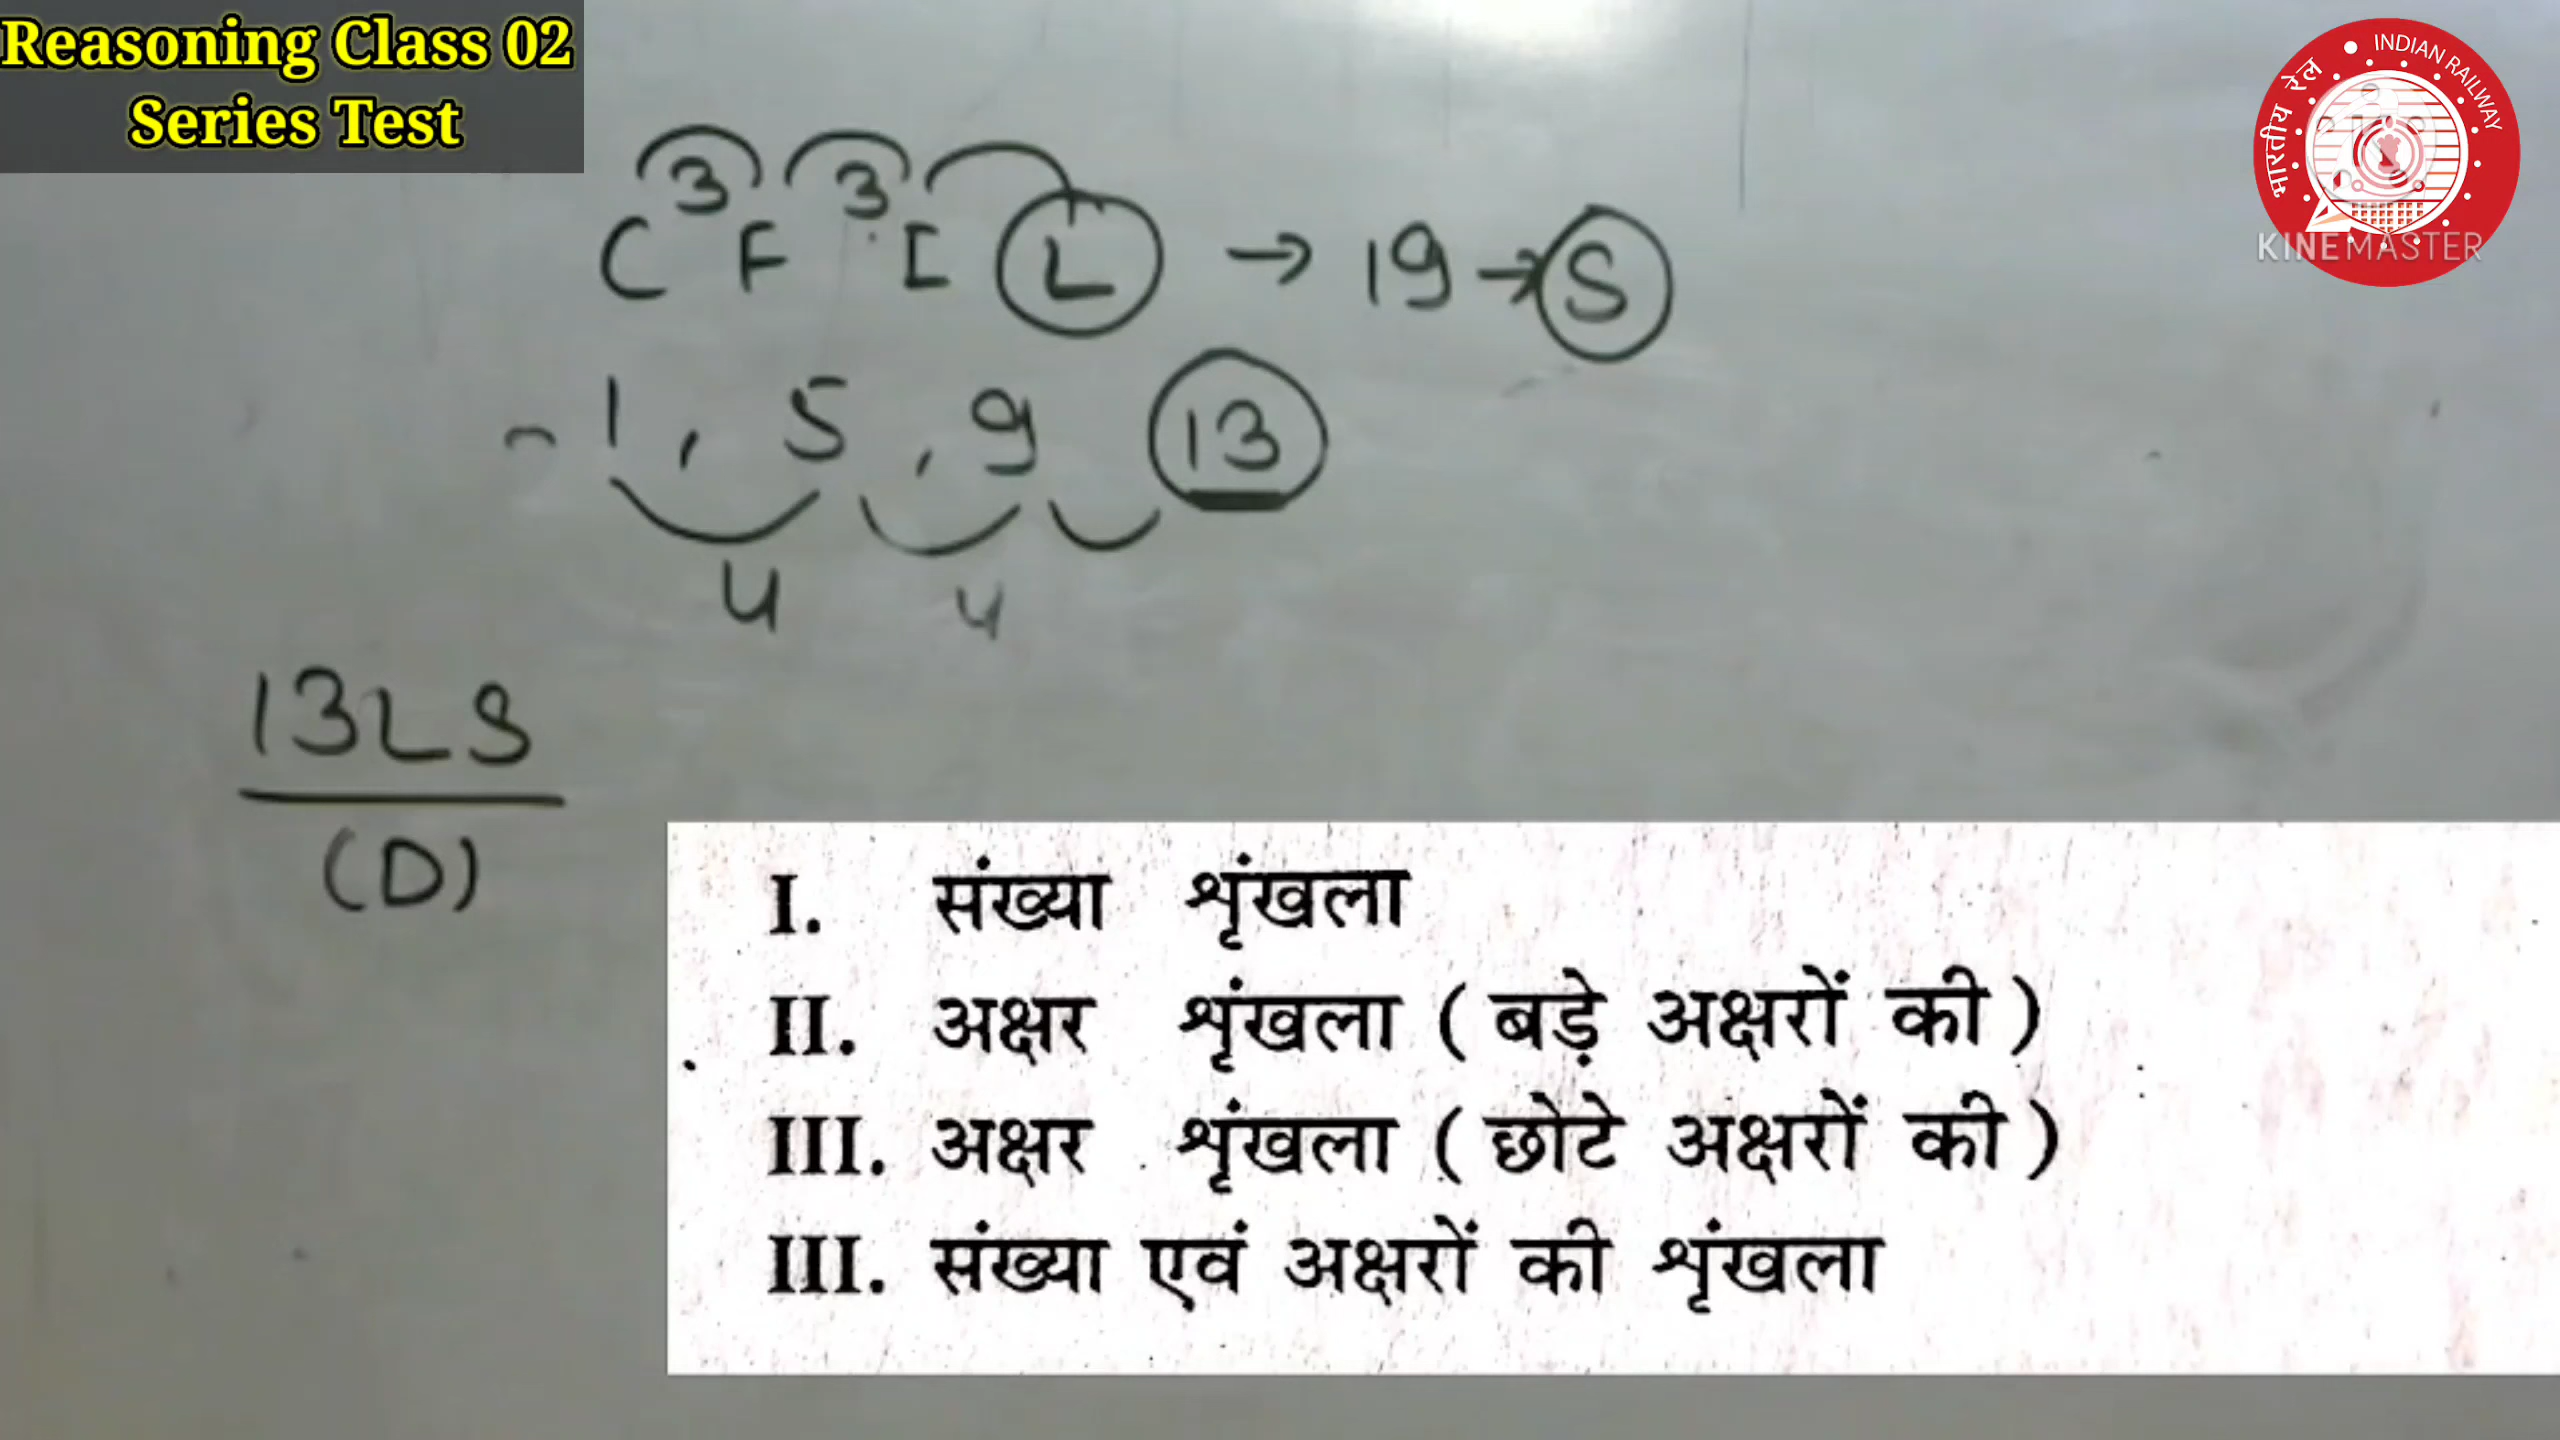 Reasoning Class 02
Series Test
भारतीय रेल INDIAN RAILWAY
KINEMASTER
3 3
C F I L → 19 → S
- 1 , 5 , 9 13
4 4
13LS
(D)
I. संख्या शृंखला
II. अक्षर शृंखला ( बड़े अक्षरों की )
III. अक्षर शृंखला ( छोटे अक्षरों की )
III. संख्या एवं अक्षरों की शृंखला